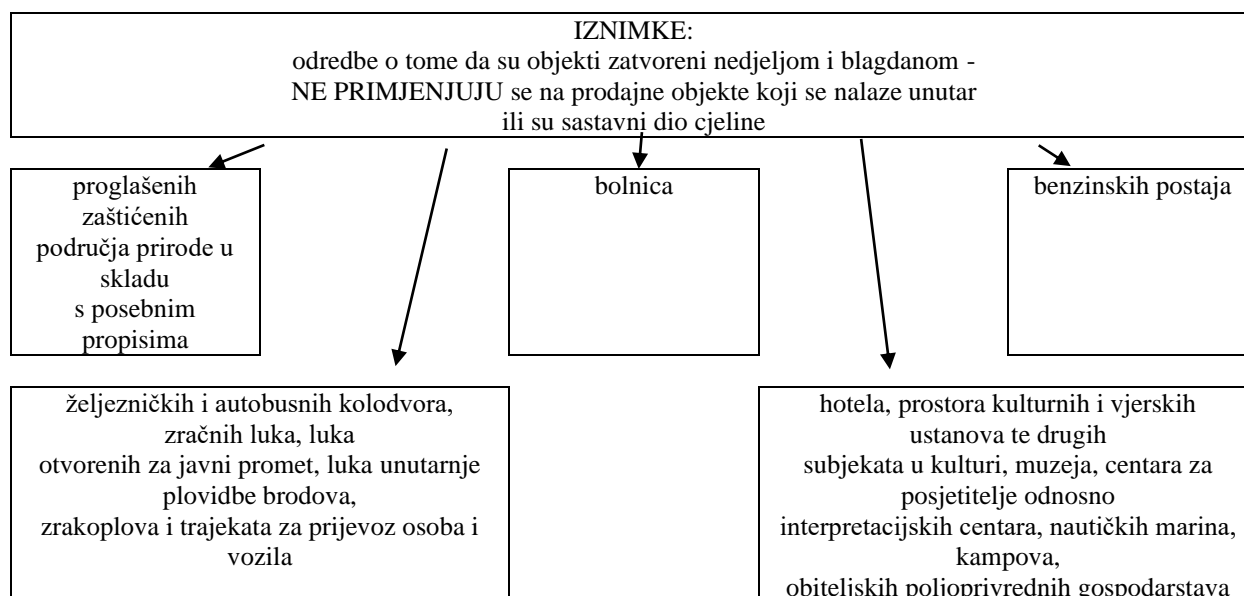 IZNIMKE:
odredbe o tome da su objekti zatvoreni nedjeljom i blagdanom -
NE PRIMJENJUJU se na prodajne objekte koji se nalaze unutar
ili su sastavni dio cjeline
proglašenih
zaštićenih
područja prirode u
skladu
s posebnim
propisima
bolnica
benzinskih postaja
željezničkih i autobusnih kolodvora,
zračnih luka, luka
otvorenih za javni promet, luka unutarnje
plovidbe brodova,
zrakoplova i trajekata za prijevoz osoba i
vozila
hotela, prostora kulturnih i vjerskih
ustanova te drugih
subjekata u kulturi, muzeja, centara za
posjetitelje odnosno
interpretacijskih centara, nautičkih marina,
kampova,
obiteljskih poljoprivrednih gospodarstava